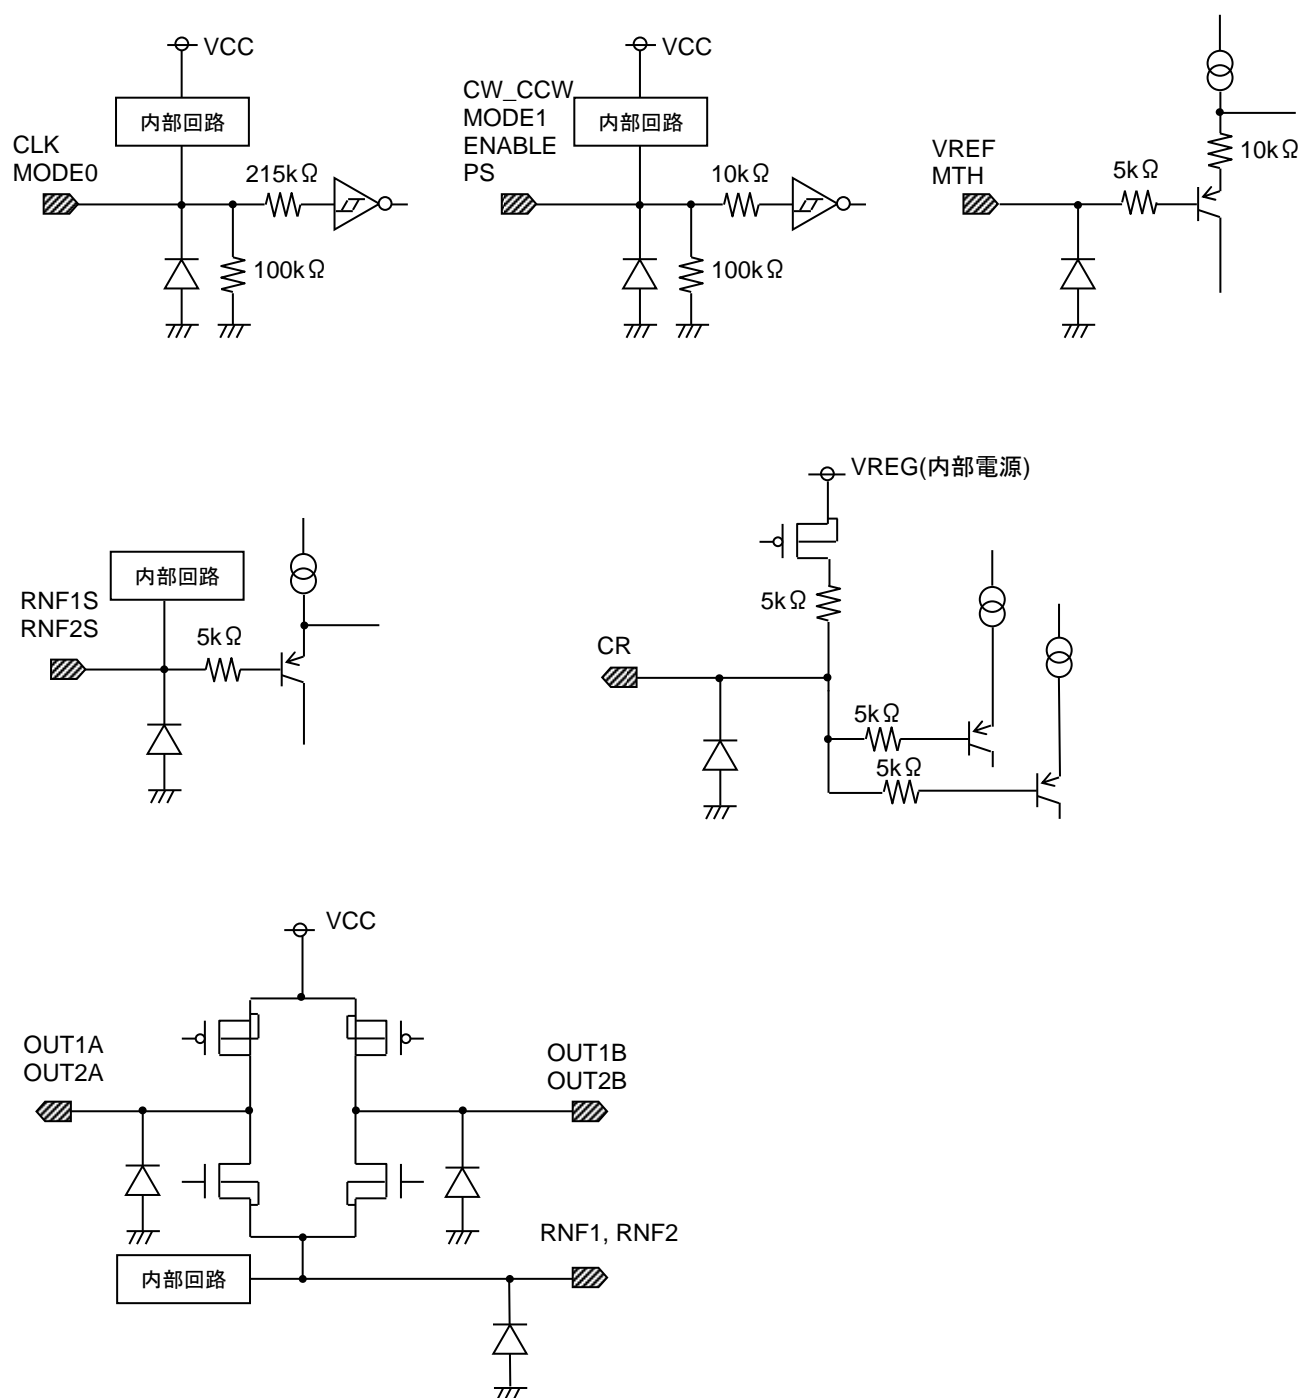 VCC
内部回路
CLK
MODE0
215kΩ
100kΩ
VCC
CW_CCW
MODE1
ENABLE
PS
内部回路
10kΩ
100kΩ
VREF
MTH
5kΩ
10kΩ
内部回路
RNF1S
RNF2S
5kΩ
VREG(内部電源)
5kΩ
CR
5kΩ
5kΩ
VCC
OUT1A
OUT2A
OUT1B
OUT2B
RNF1, RNF2
内部回路